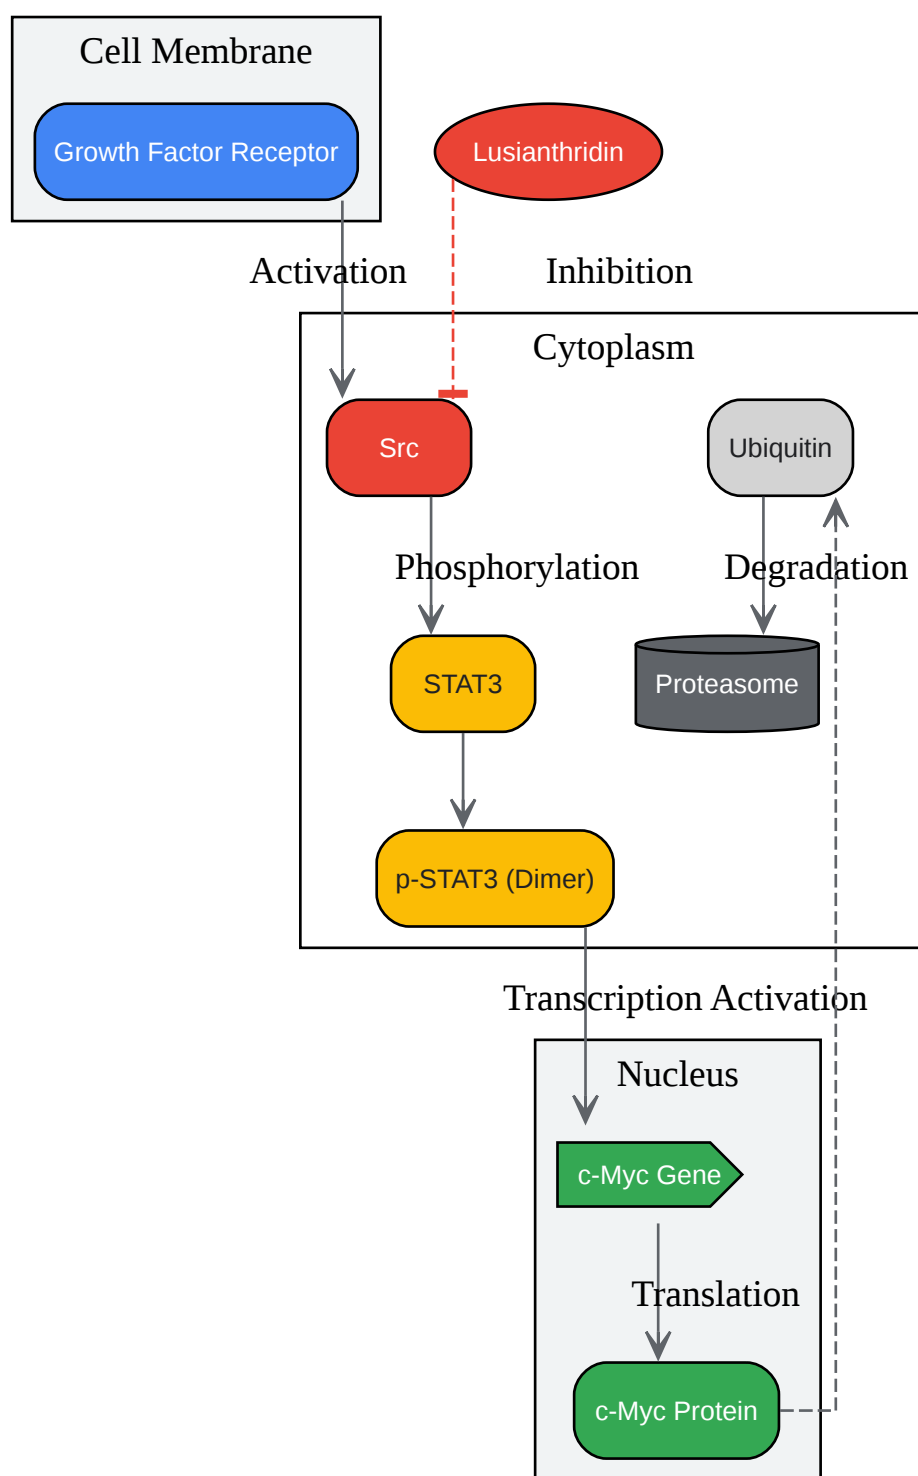 Cell Membrane
Growth Factor Receptor
Lusianthridin
Activation
Inhibition
Cytoplasm
Src
Ubiquitin
Phosphorylation
Degradation
STAT3
Proteasome
p-STAT3 (Dimer)
Transcription Activation
Nucleus
c-Myc Gene
Translation
c-Myc Protein